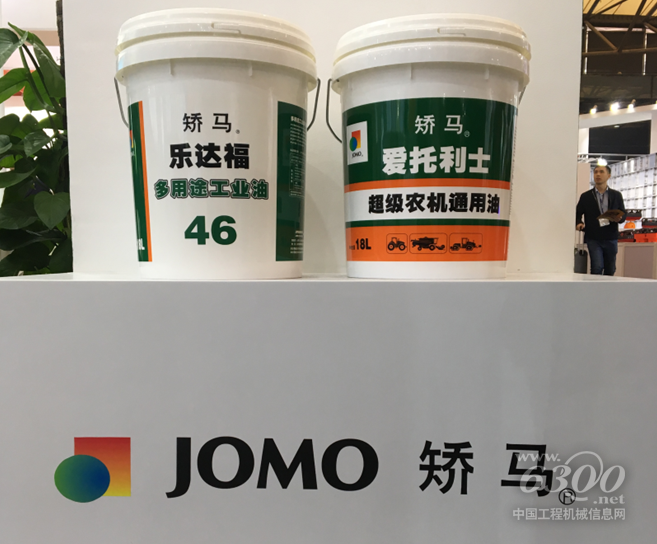 矫马®
乐达福
多用途工业油
46
矫马®
JOMO
爱托利士
超级农机通用油
18L
JOMO 矫马®
www.6300.net
中国工程机械信息网